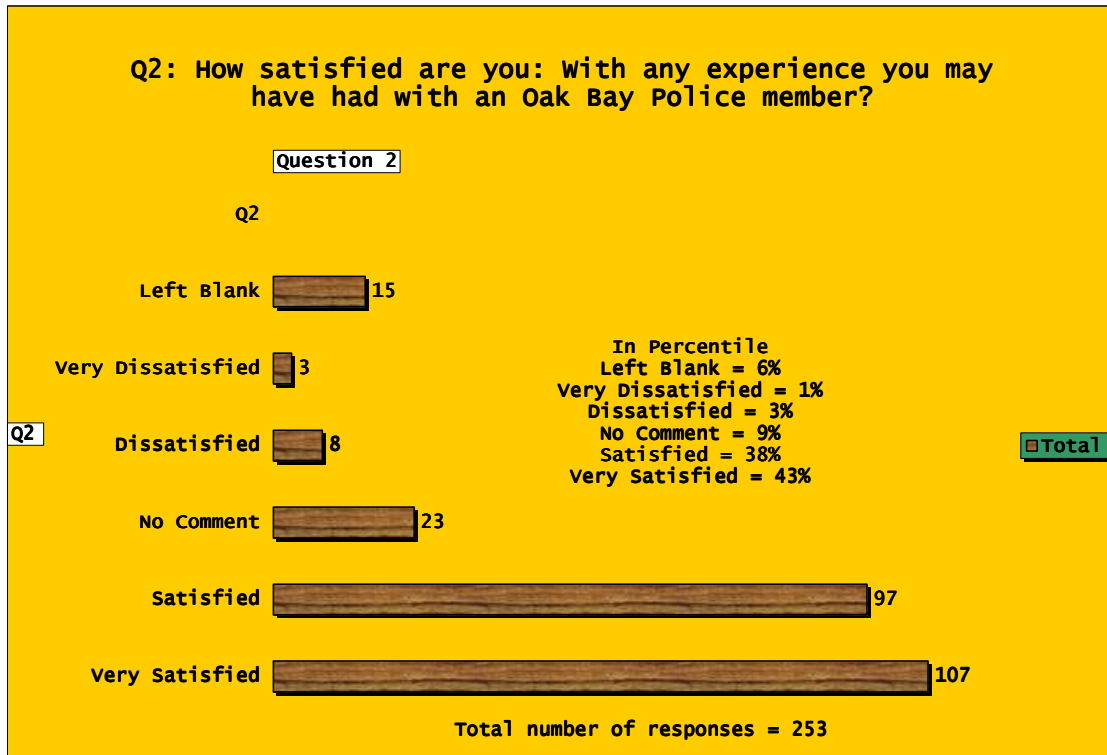 Q2: How satisfied are you: With any experience you may
have had with an Oak Bay Police member?
Question 2
Q2
Left Blank
15
Very Dissatisfied
3
Q2
Dissatisfied
8
No Comment
23
Satisfied
97
Very Satisfied
107
In Percentile
Left Blank = 6%
Very Dissatisfied = 1%
Dissatisfied = 3%
No Comment = 9%
Satisfied = 38%
Very Satisfied = 43%
Total
Total number of responses = 253